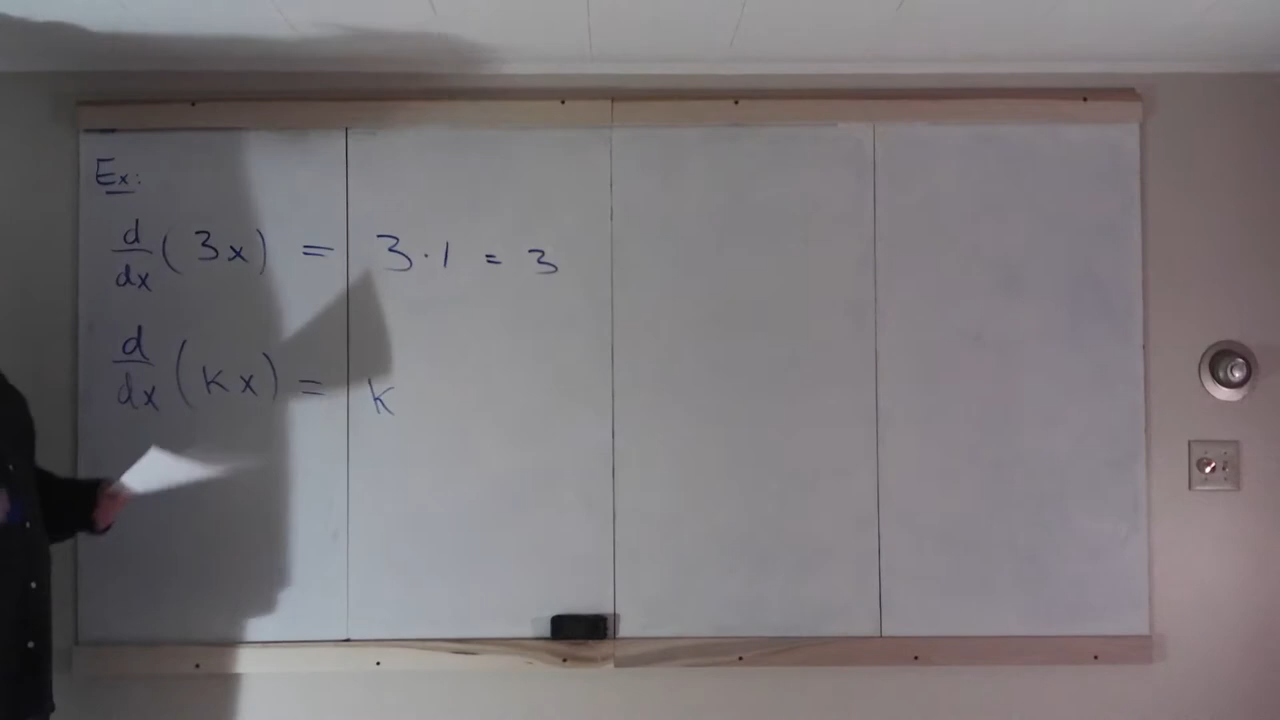 Ex:
d/dx (3x) = 3·1 = 3
d/dx (kx) = k